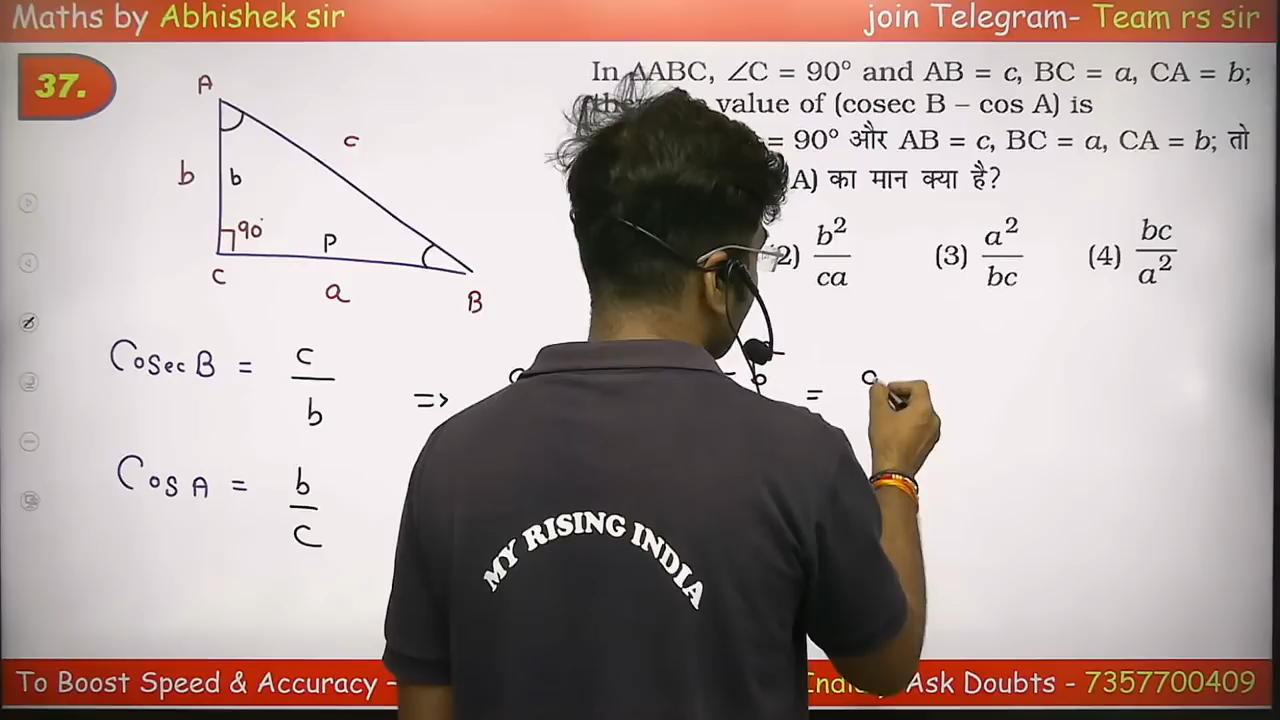 Maths by Abhishek sir
join Telegram- Team rs sir
37.
In ΔABC, ∠C = 90° and AB = c, BC = a, CA = b;
value of (cosec B – cos A) is
= 90° और AB = c, BC = a, CA = b; तो
A) का मान क्या है?
2) b²/ca (3) a²/bc (4) bc/a²
A
b b c
90°
P
C a B
Cosec B = c/b
=>
=
Cos A = b/c
MY RISING INDIA
To Boost Speed & Accuracy –
Ask Doubts - 7357700409